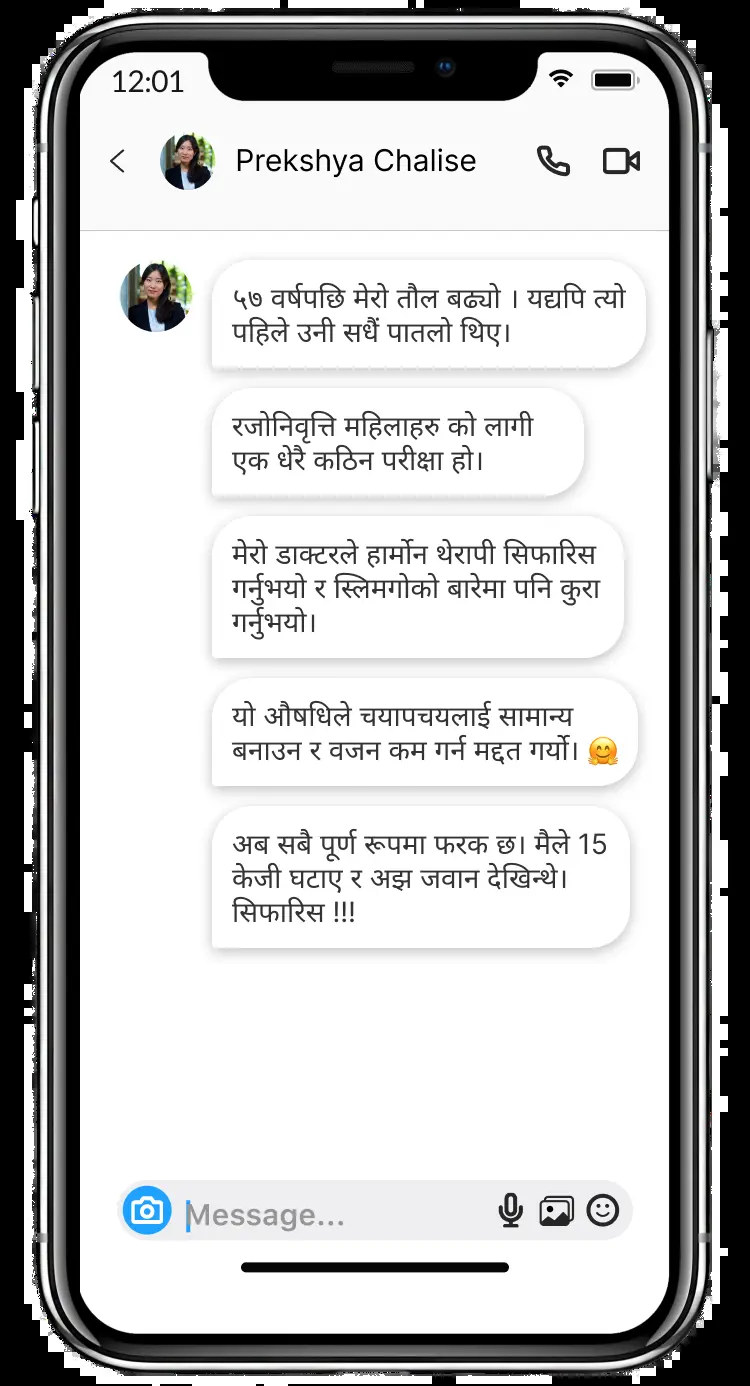 12:01
Prekshya Chalise
५७ वर्षपछि मेरो तौल बढ्यो । यद्यपि त्यो
पहिले उनी सधैं पातलो थिए।
रजोनिवृत्ति महिलाहरु को लागी
एक धेरै कठिन परीक्षा हो।
मेरो डाक्टरले हार्मोन थेरापी सिफारिस
गर्नुभयो र स्लिमगोको बारेमा पनि कुरा
गर्नुभयो।
यो औषधिले चयापचयलाई सामान्य
बनाउन र वजन कम गर्न मद्दत गर्यो। 🤗
अब सबै पूर्ण रूपमा फरक छ। मैले 15
केजी घटाए र अझ जवान देखिन्थे।
सिफारिस !!!
Message...